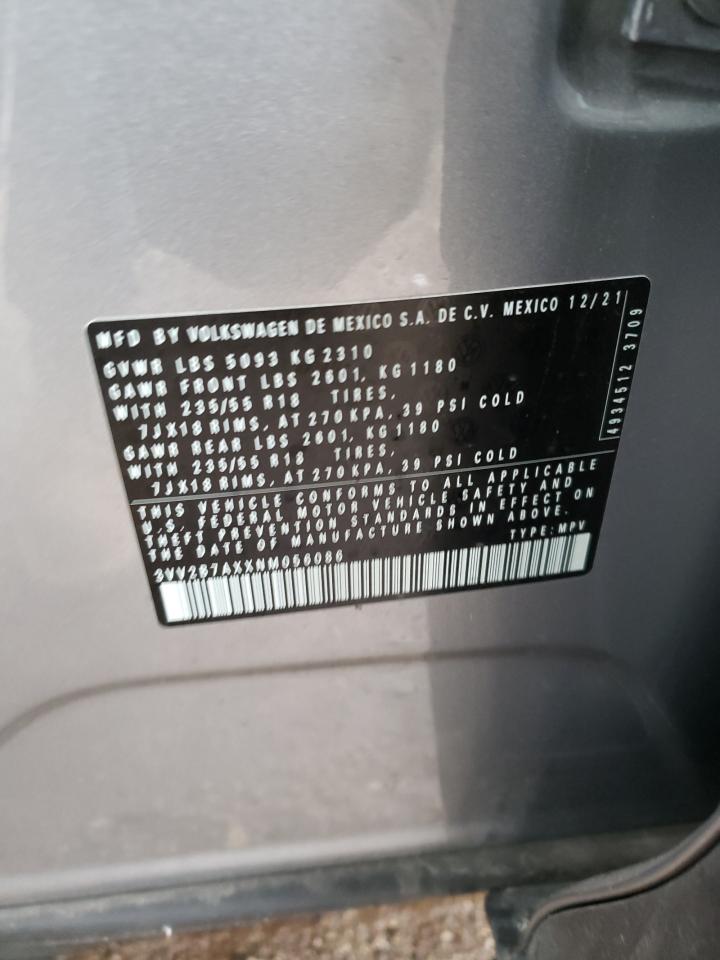 MFD BY VOLKSWAGEN DE MEXICO S.A. DE C.V. MEXICO 12/21
GVWR LBS 5093 KG 2310
GAWR FRONT LBS 2601, KG 1180
WITH 235/55 R18 TIRES,
7JX18 RIMS, AT 270 KPA, 39 PSI COLD
GAWR REAR LBS 2601, KG 1180
WITH 235/55 R18 TIRES,
7JX18 RIMS, AT 270 KPA, 39 PSI COLD
4934512 3709
THIS VEHICLE CONFORMS TO ALL APPLICABLE
U.S. FEDERAL MOTOR VEHICLE SAFETY AND
THEFT PREVENTION STANDARDS IN EFFECT ON
THE DATE OF MANUFACTURE SHOWN ABOVE.
3VV2B7AXXNM056086 TYPE: MPV